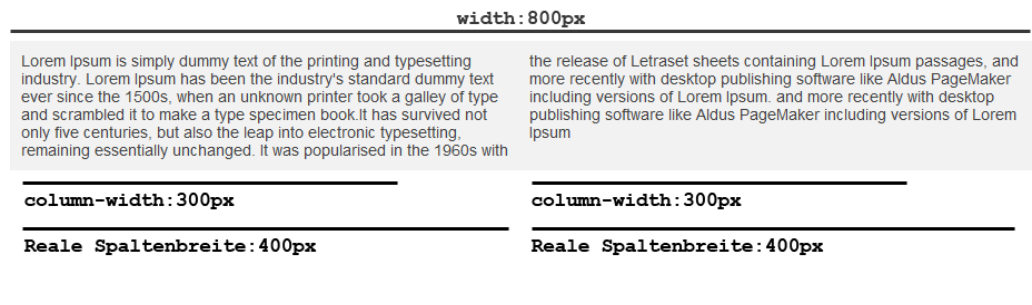 width:800px
Lorem Ipsum is simply dummy text of the printing and typesetting
industry. Lorem Ipsum has been the industry's standard dummy text
ever since the 1500s, when an unknown printer took a galley of type
and scrambled it to make a type specimen book.It has survived not
only five centuries, but also the leap into electronic typesetting,
remaining essentially unchanged. It was popularised in the 1960s with
the release of Letraset sheets containing Lorem Ipsum passages, and
more recently with desktop publishing software like Aldus PageMaker
including versions of Lorem Ipsum. and more recently with desktop
publishing software like Aldus PageMaker including versions of Lorem
Ipsum
column-width:300px
column-width:300px
Reale Spaltenbreite:400px
Reale Spaltenbreite:400px